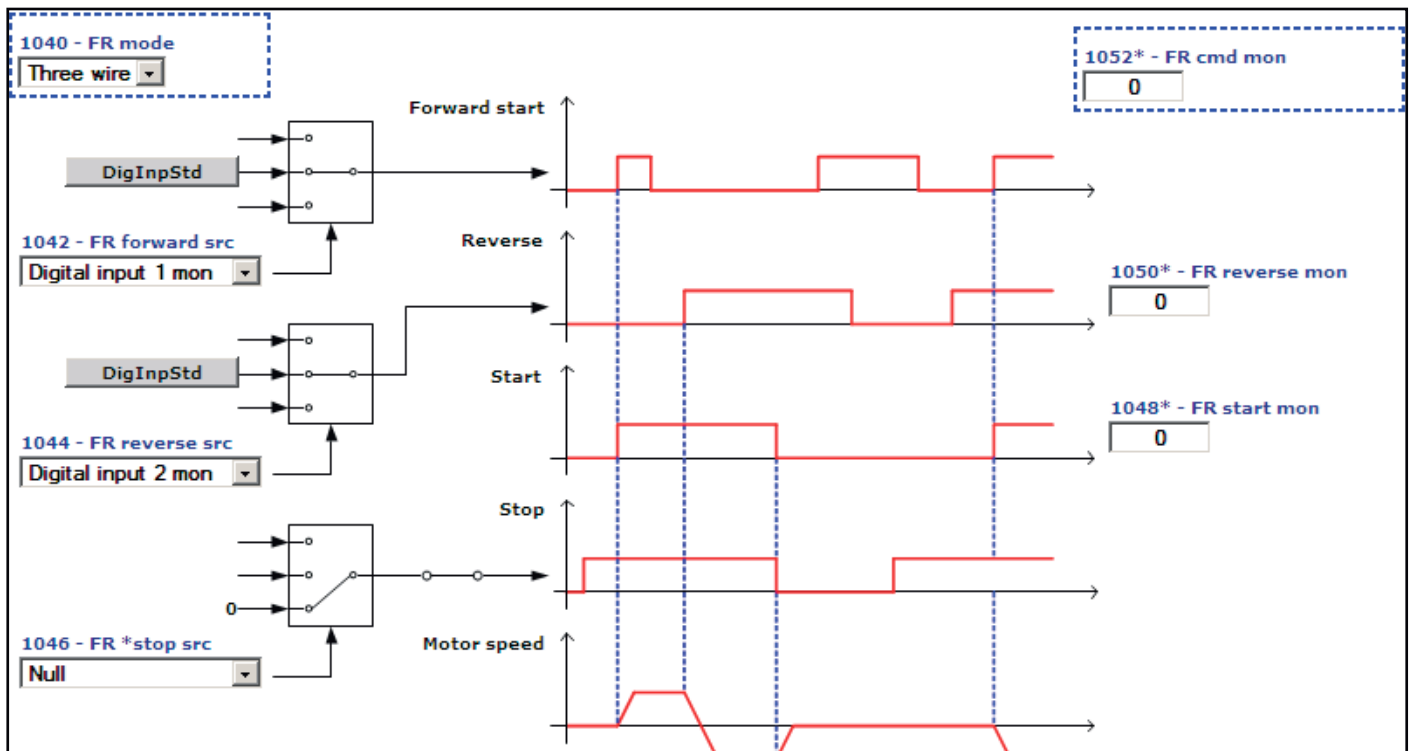 1040 - FR mode
Three wire
1052* - FR cmd mon
0
Forward start
DigInpStd
1042 - FR forward src
Digital input 1 mon
Reverse
1050* - FR reverse mon
0
DigInpStd
Start
1048* - FR start mon
0
1044 - FR reverse src
Digital input 2 mon
Stop
0
1046 - FR *stop src
Null
Motor speed